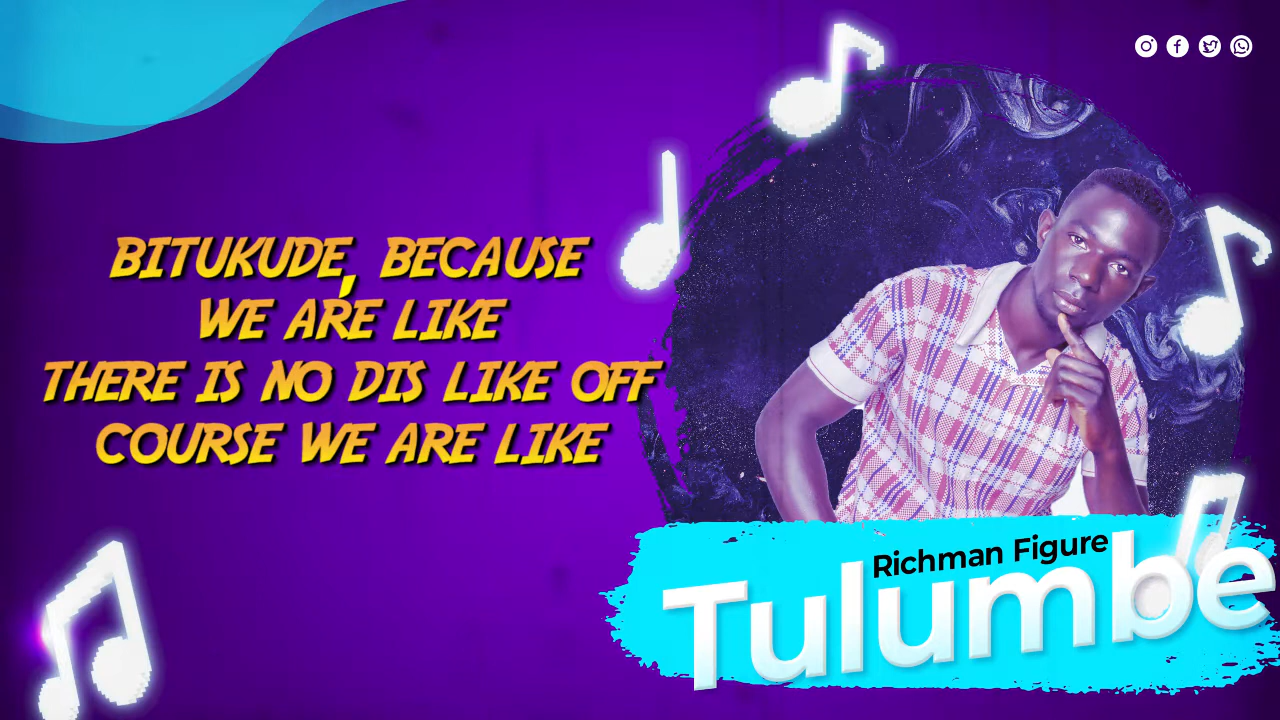 BITUKUDE, BECAUSE
WE ARE LIKE
THERE IS NO DIS LIKE OFF
COURSE WE ARE LIKE
Richman Figure
Tulumbe